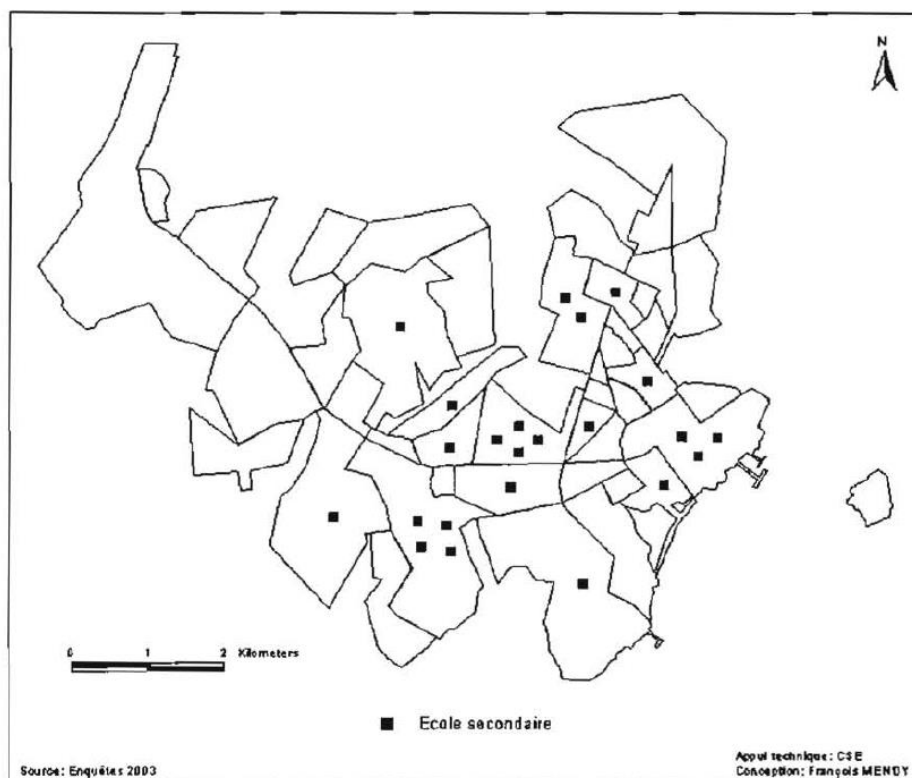 N
0 1 2 Kilometers
Ecole secondaire
Source: Enquêtes 2003
Appui technique: CSE
Conception: François MENDY